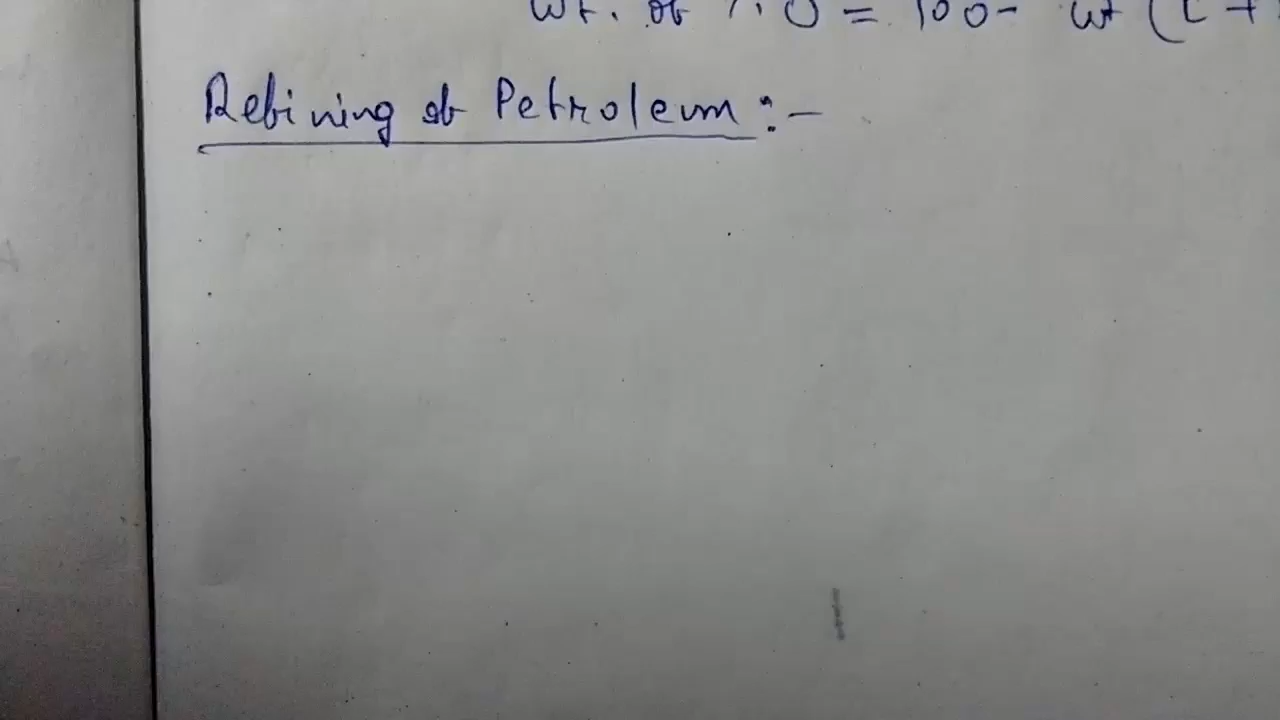 Wt. of % O = 100 - wt (C +
Refining of Petroleum :-